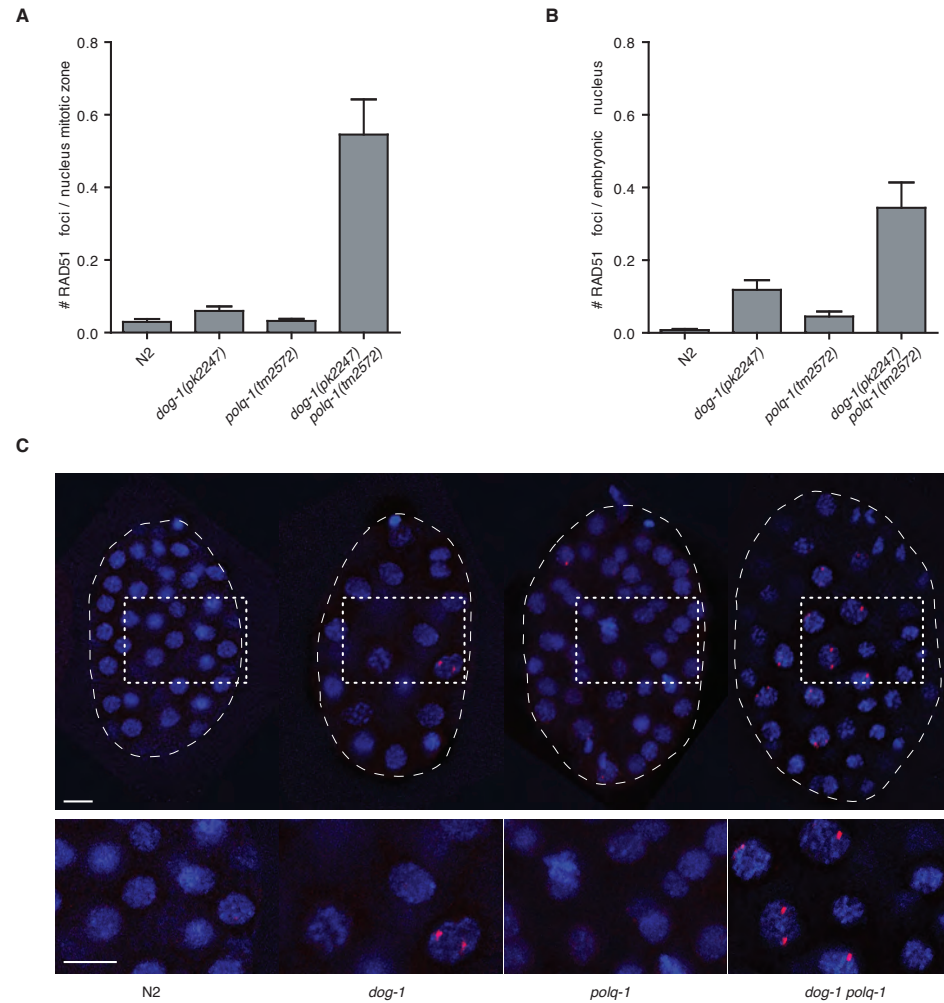 A
# RAD51 foci / nucleus mitotic zone
0.8
0.6
0.4
0.2
0.0
N2
dog-1(pk2247)
polq-1(tm2572)
dog-1(pk2247)
polq-1(tm2572)
B
# RAD51 foci / embryonic nucleus
0.8
0.6
0.4
0.2
0.0
N2
dog-1(pk2247)
polq-1(tm2572)
dog-1(pk2247)
polq-1(tm2572)
C
N2
dog-1
polq-1
dog-1 polq-1